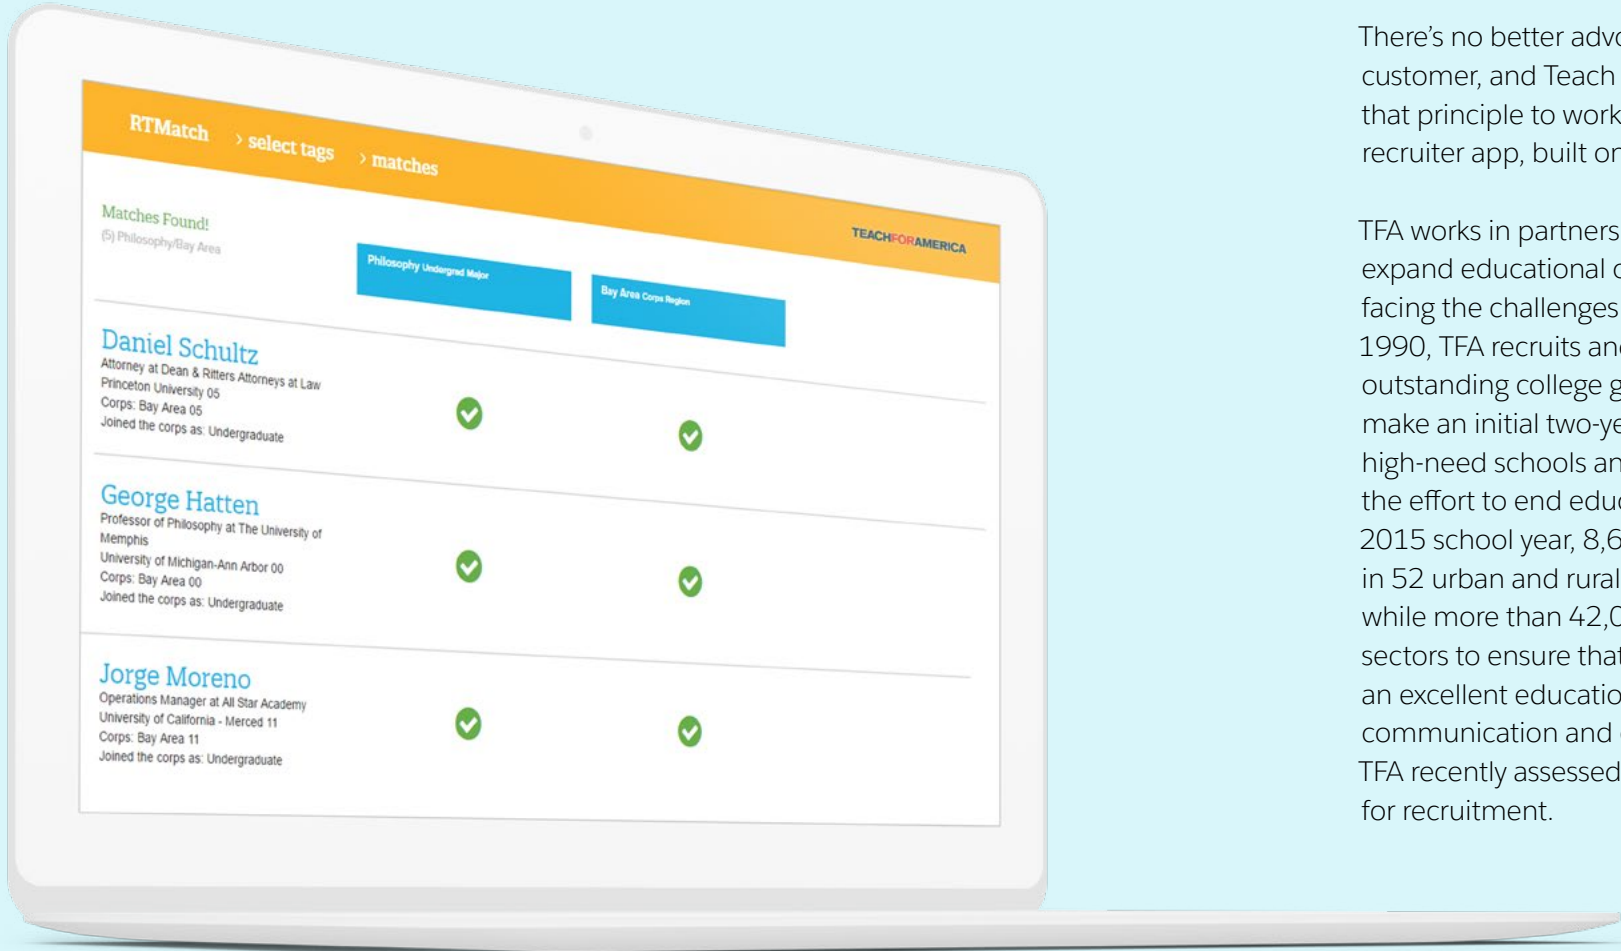 RTMatch > select tags > matches
TEACHFORAMERICA
Matches Found!
(5) Philosophy/Bay Area
Philosophy Undergrad Major
Bay Area Corps Region
Daniel Schultz
Attorney at Dean & Ritters Attorneys at Law
Princeton University 05
Corps: Bay Area 05
Joined the corps as: Undergraduate
George Hatten
Professor of Philosophy at The University of
Memphis
University of Michigan-Ann Arbor 00
Corps: Bay Area 00
Joined the corps as: Undergraduate
Jorge Moreno
Operations Manager at All Star Academy
University of California - Merced 11
Corps: Bay Area 11
Joined the corps as: Undergraduate
There’s no better adv
customer, and Teach
that principle to work
recruiter app, built o
TFA works in partners
expand educational
facing the challenges
1990, TFA recruits an
outstanding college g
make an initial two-ye
high-need schools an
the effort to end edu
2015 school year, 8,6
in 52 urban and rural
while more than 42,0
sectors to ensure that
an excellent education
communication and
TFA recently assessed
for recruitment.